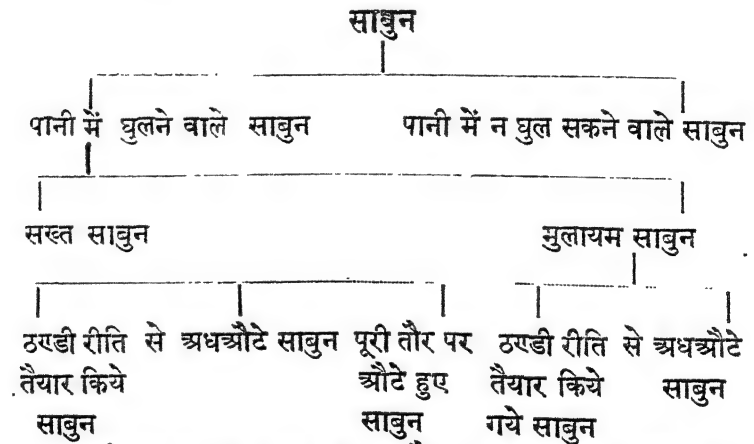 साबुन
पानी में घुलने वाले साबुन पानी में न घुल सकने वाले साबुन
सख्त साबुन मुलायम साबुन
ठण्डी रीति से अधऔटे साबुन पूरी तौर पर ठण्डी रीति से अधऔटे
तैयार किये औटे हुए तैयार किये साबुन
साबुन साबुन गये साबुन